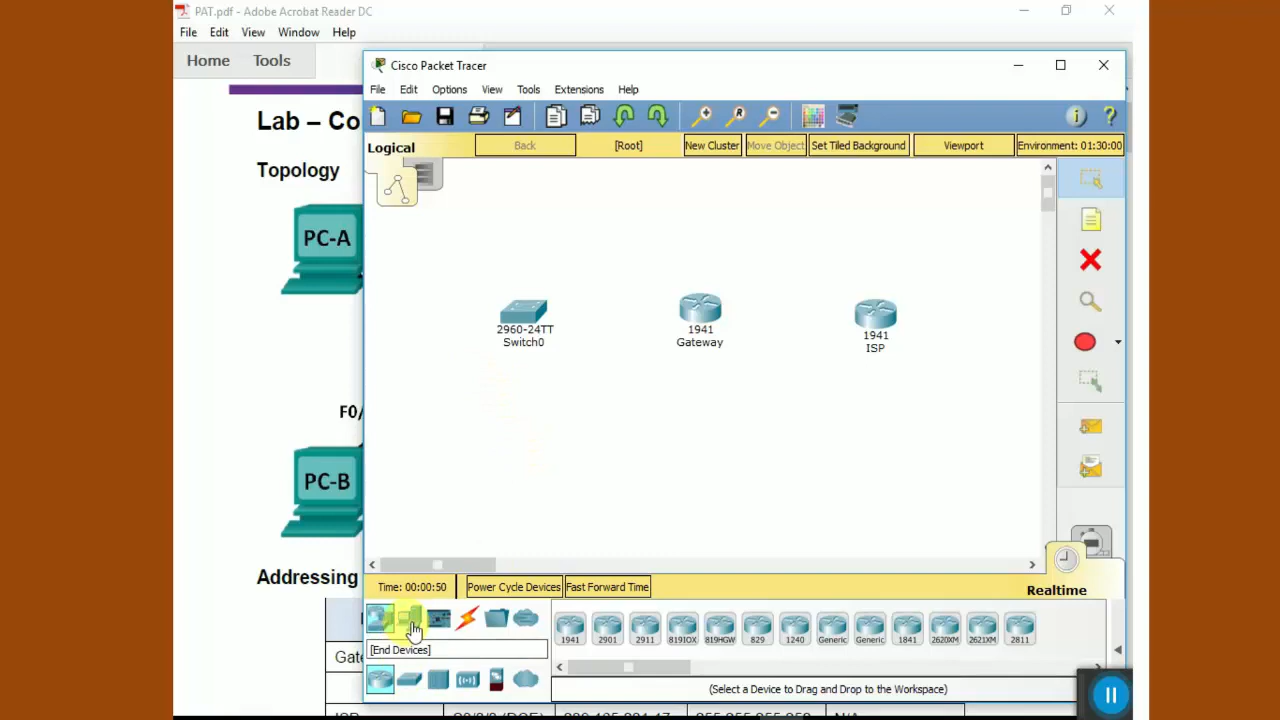 PAT.pdf - Adobe Acrobat Reader DC
File Edit View Window Help
Home Tools
Lab – Co
Topology
PC-A
F0/
PC-B
Addressing
Gate
Cisco Packet Tracer
File Edit Options View Tools Extensions Help
Logical Back [Root] New Cluster Move Object Set Tiled Background Viewport Environment: 01:30:00
2960-24TT
Switch0
1941
Gateway
1941
ISP
Time: 00:00:50 Power Cycle Devices Fast Forward Time
Realtime
[End Devices]
1941 2901 2911 819IOX 819HGW 829 1240 Generic Generic 1841 2620XM 2621XM 2811
(Select a Device to Drag and Drop to the Workspace)